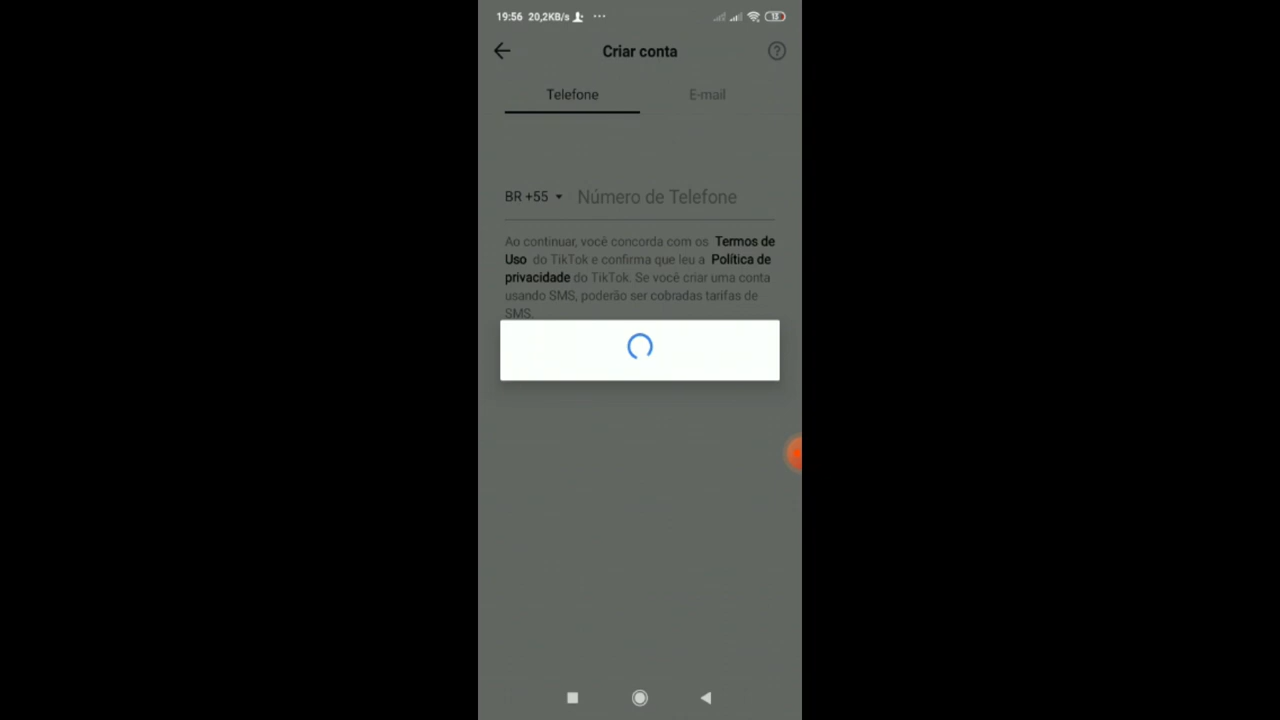 19:56 20,2KB/s ...
13
Criar conta
Telefone E-mail
BR +55 Número de Telefone
Ao continuar, você concorda com os Termos de
Uso do TikTok e confirma que leu a Política de
privacidade do TikTok. Se você criar uma conta
usando SMS, poderão ser cobradas tarifas de
SMS.